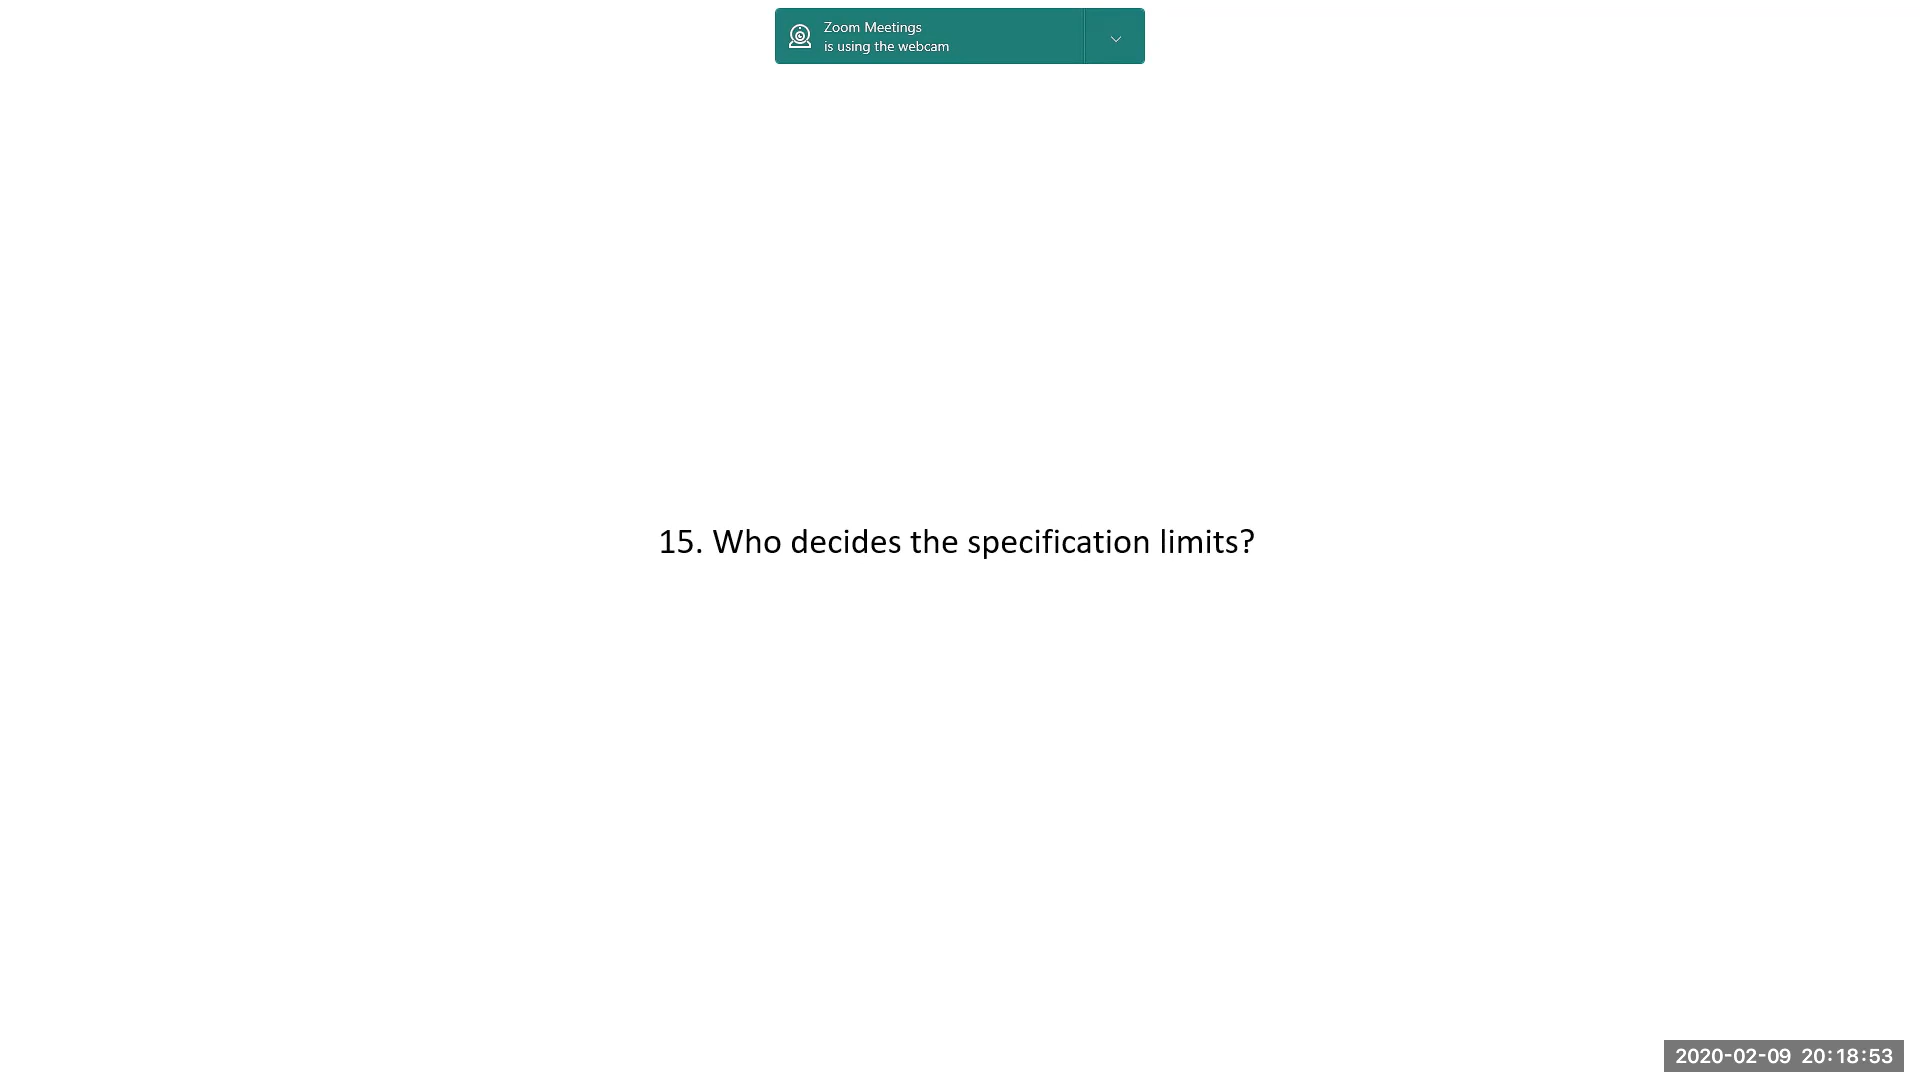 Zoom Meetings
is using the webcam
15. Who decides the specification limits?
2020-02-09 20:18:53